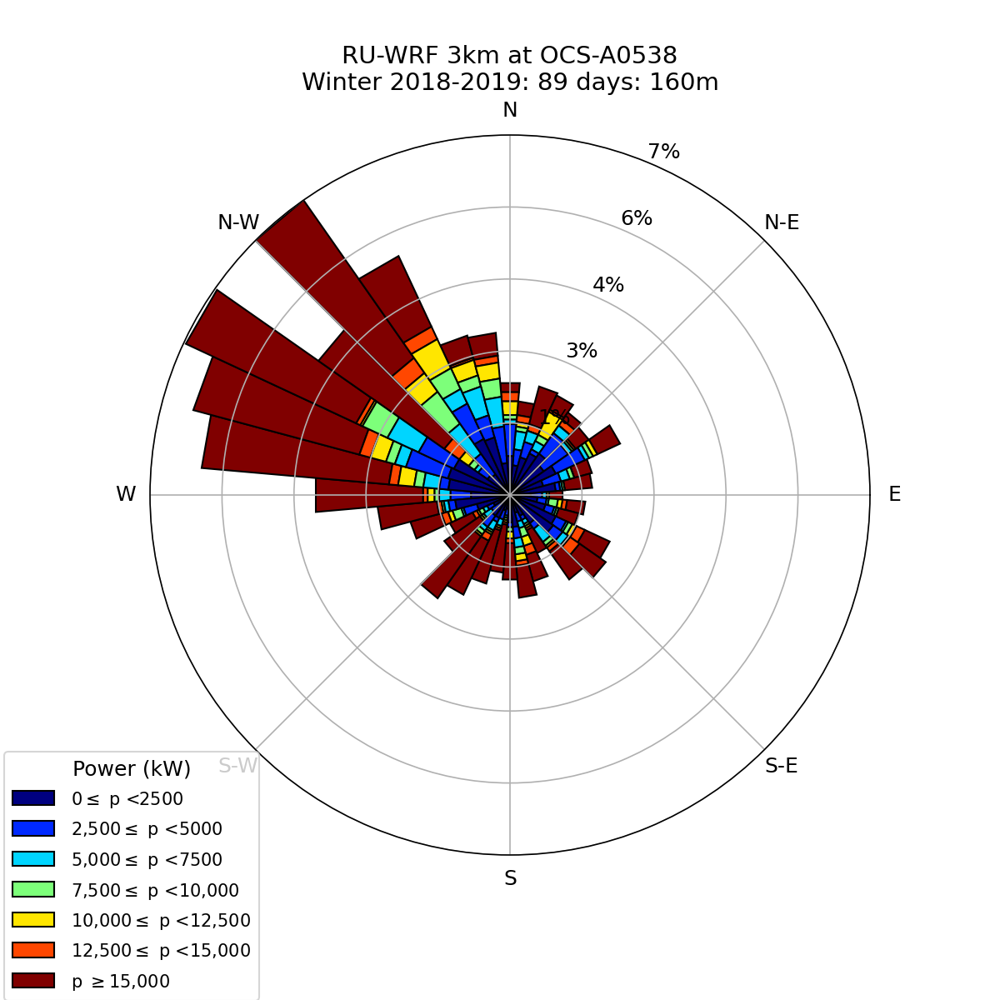 RU-WRF 3km at OCS-A0538
Winter 2018-2019: 89 days: 160m
N
7%
N-W
6%
N-E
4%
3%
1%
W
E
S-W
S-E
S
Power (kW)
0≤ p <2500
2,500≤ p <5000
5,000≤ p <7500
7,500≤ p <10,000
10,000≤ p <12,500
12,500≤ p <15,000
p ≥15,000